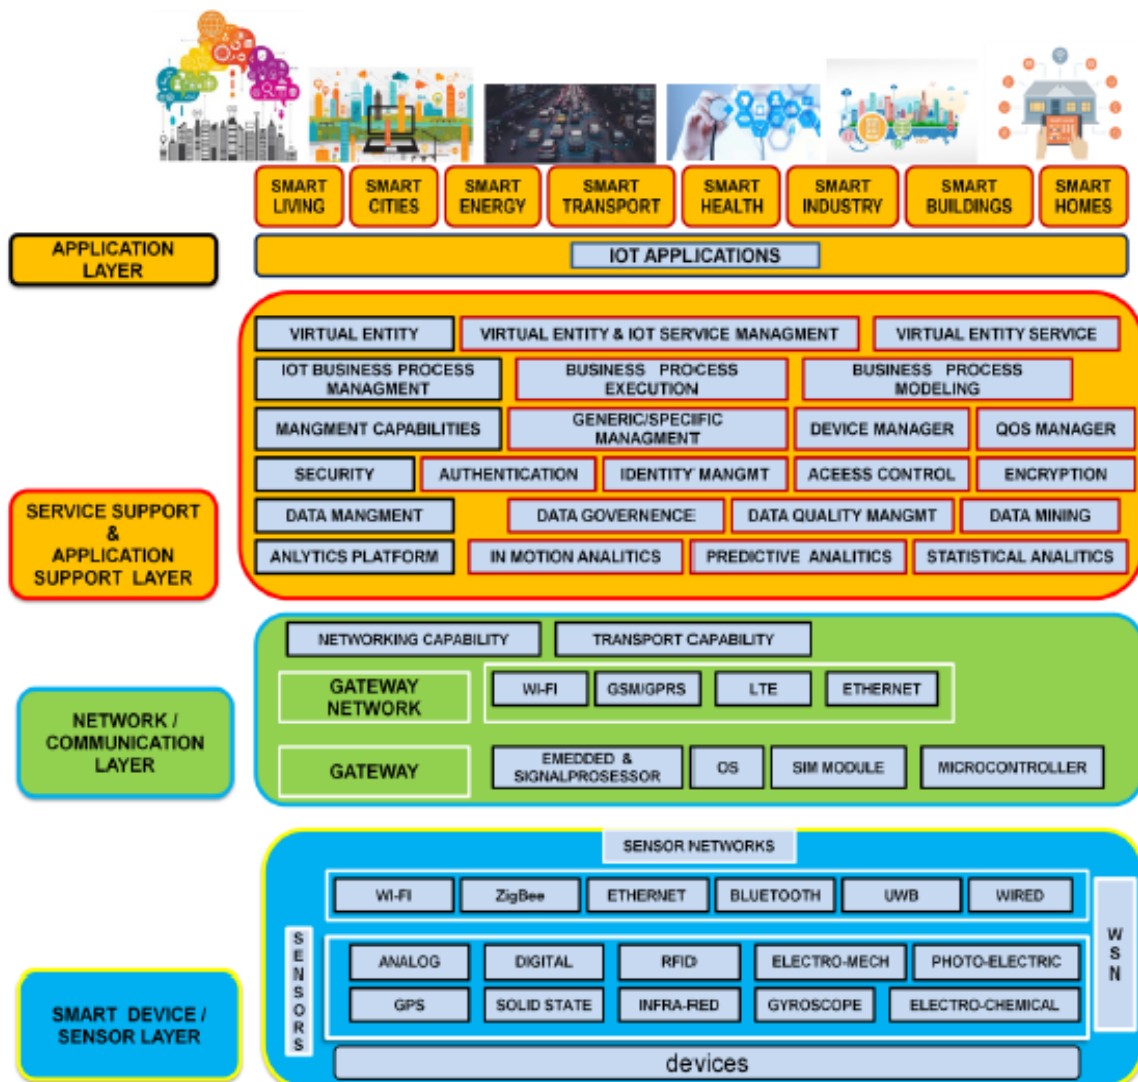 SMART LIVING
SMART CITIES
SMART ENERGY
SMART TRANSPORT
SMART HEALTH
SMART INDUSTRY
SMART BUILDINGS
SMART HOMES
APPLICATION LAYER
IOT APPLICATIONS
VIRTUAL ENTITY
VIRTUAL ENTITY & IOT SERVICE MANAGMENT
VIRTUAL ENTITY SERVICE
IOT BUSINESS PROCESS MANAGMENT
BUSINESS PROCESS EXECUTION
BUSINESS PROCESS MODELING
MANGMENT CAPABILITIES
GENERIC/SPECIFIC MANAGMENT
DEVICE MANAGER
QOS MANAGER
SECURITY
AUTHENTICATION
IDENTITY MANGMT
ACEESS CONTROL
ENCRYPTION
SERVICE SUPPORT & APPLICATION SUPPORT LAYER
DATA MANGMENT
DATA GOVERNENCE
DATA QUALITY MANGMT
DATA MINING
ANLYTICS PLATFORM
IN MOTION ANALITICS
PREDICTIVE ANALITICS
STATISTICAL ANALITICS
NETWORKING CAPABILITY
TRANSPORT CAPABILITY
NETWORK / COMMUNICATION LAYER
GATEWAY NETWORK
WI-FI
GSM/GPRS
LTE
ETHERNET
GATEWAY
EMEDDED & SIGNALPROSESSOR
OS
SIM MODULE
MICROCONTROLLER
SENSOR NETWORKS
WI-FI
ZigBee
ETHERNET
BLUETOOTH
UWB
WIRED
SENSORS
WSN
ANALOG
DIGITAL
RFID
ELECTRO-MECH
PHOTO-ELECTRIC
GPS
SOLID STATE
INFRA-RED
GYROSCOPE
ELECTRO-CHEMICAL
SMART DEVICE / SENSOR LAYER
devices